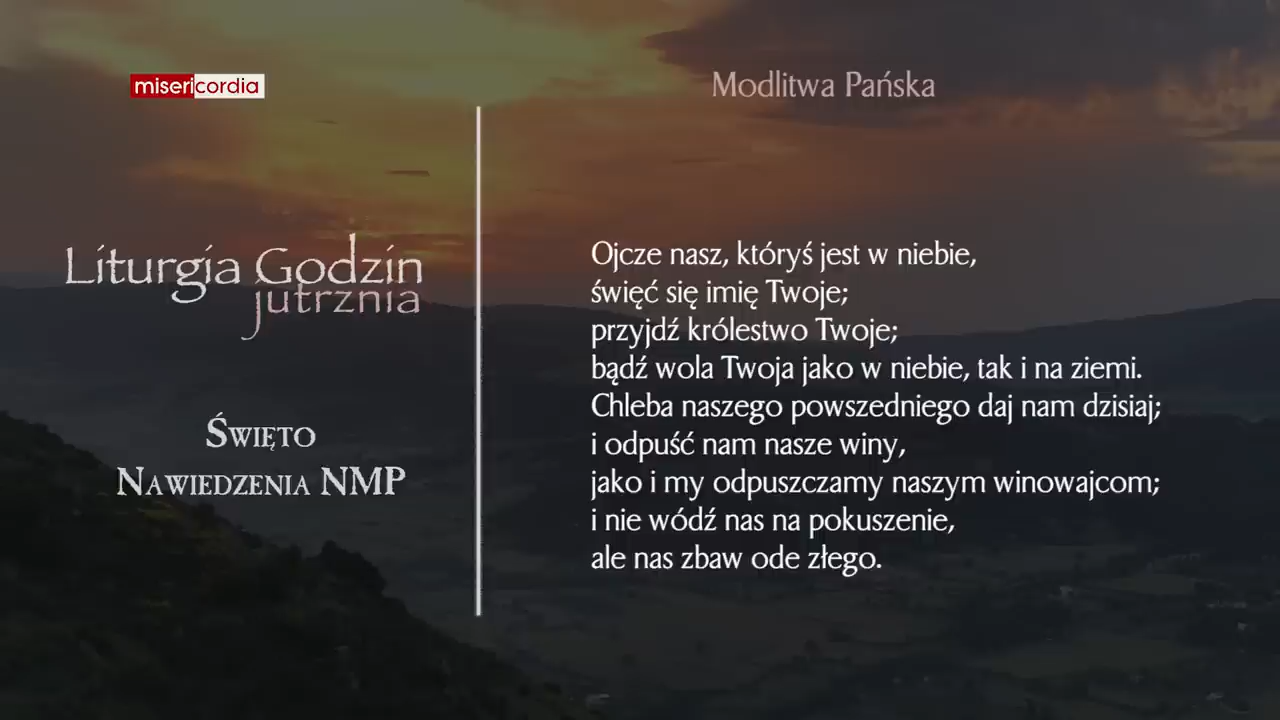 misericordia
Liturgia Godzin
jutrznia
Święto
Nawiedzenia NMP
Modlitwa Pańska
Ojcze nasz, któryś jest w niebie,
święć się imię Twoje;
przyjdź królestwo Twoje;
bądź wola Twoja jako w niebie, tak i na ziemi.
Chleba naszego powszedniego daj nam dzisiaj;
i odpuść nam nasze winy,
jako i my odpuszczamy naszym winowajcom;
i nie wódź nas na pokuszenie,
ale nas zbaw ode złego.